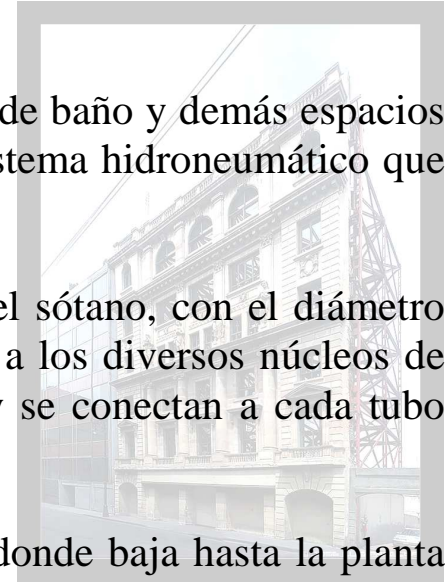 de baño y demás espacios
stema hidroneumático que
el sótano, con el diámetro
a los diversos núcleos de
se conectan a cada tubo
donde baja hasta la planta